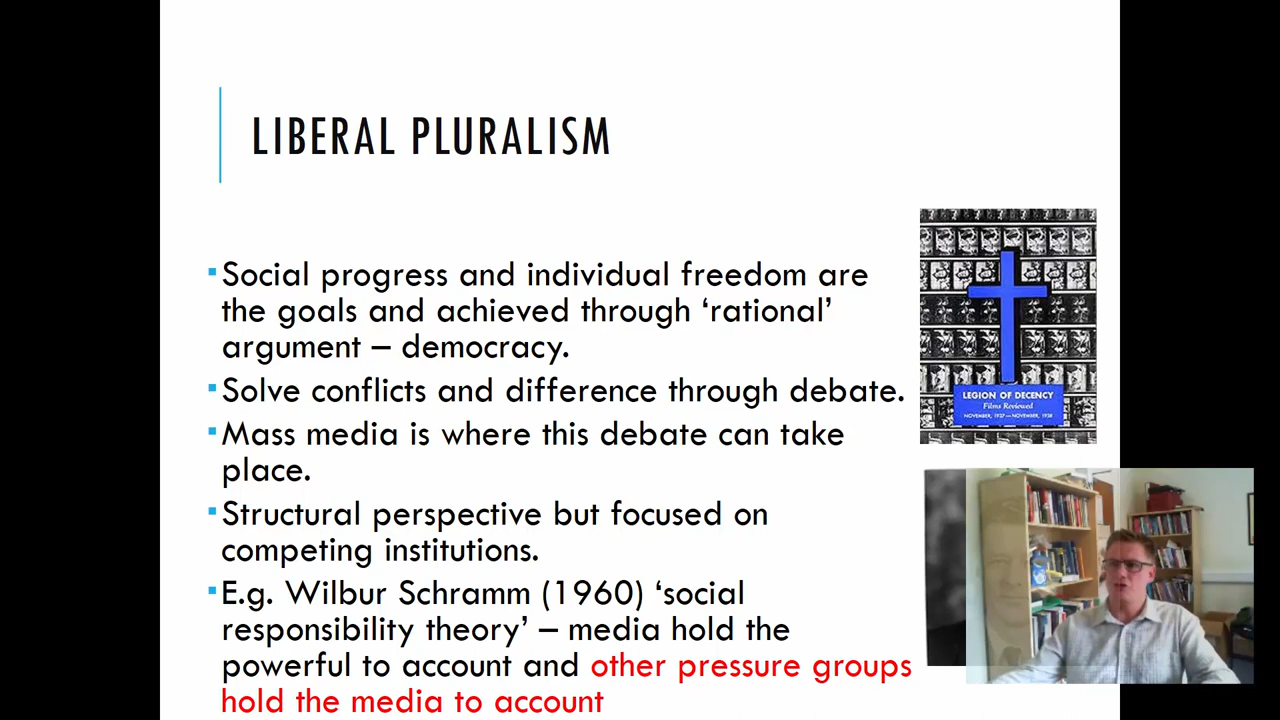 LIBERAL PLURALISM
▪Social progress and individual freedom are
the goals and achieved through ‘rational’
argument – democracy.
▪Solve conflicts and difference through debate.
▪Mass media is where this debate can take
place.
▪Structural perspective but focused on
competing institutions.
▪E.g. Wilbur Schramm (1960) ‘social
responsibility theory’ – media hold the
powerful to account and other pressure groups
hold the media to account
LEGION OF DECENCY
Films Reviewed
NOVEMBER, 1937 — NOVEMBER, 1938